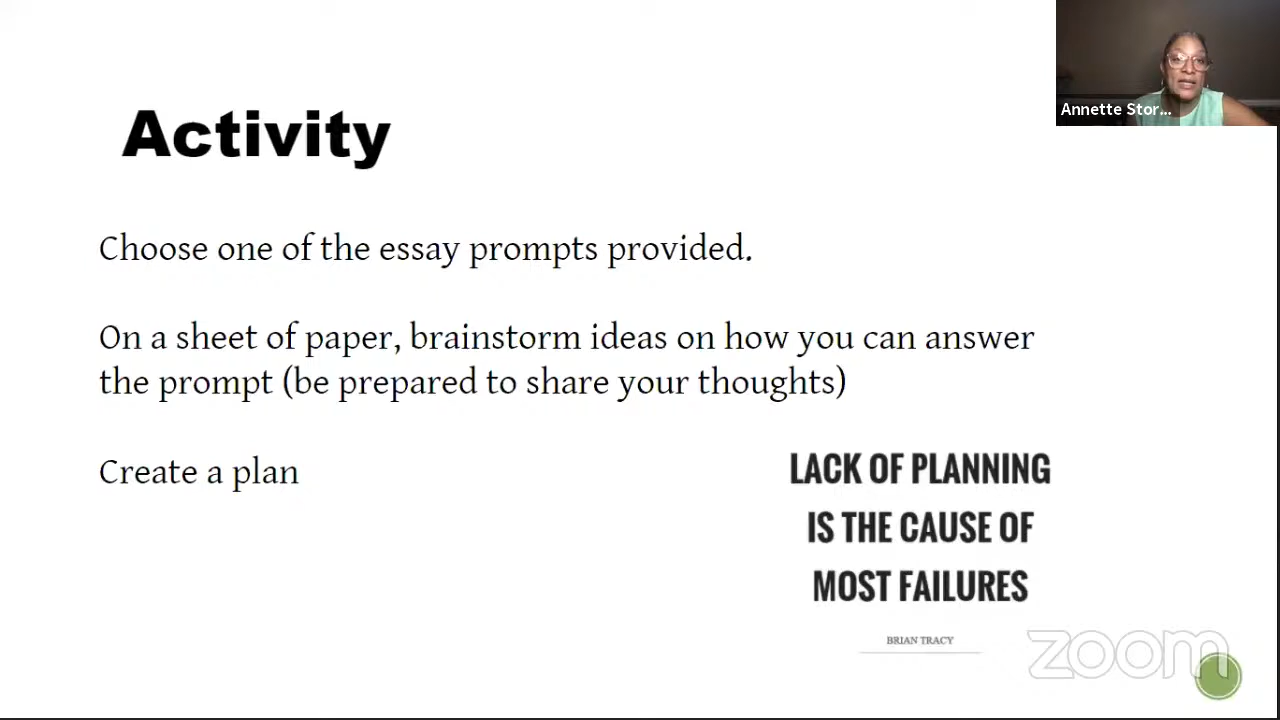 Annette Stor...
Activity
Choose one of the essay prompts provided.
On a sheet of paper, brainstorm ideas on how you can answer
the prompt (be prepared to share your thoughts)
Create a plan
LACK OF PLANNING
IS THE CAUSE OF
MOST FAILURES
BRIAN TRACY
zoom